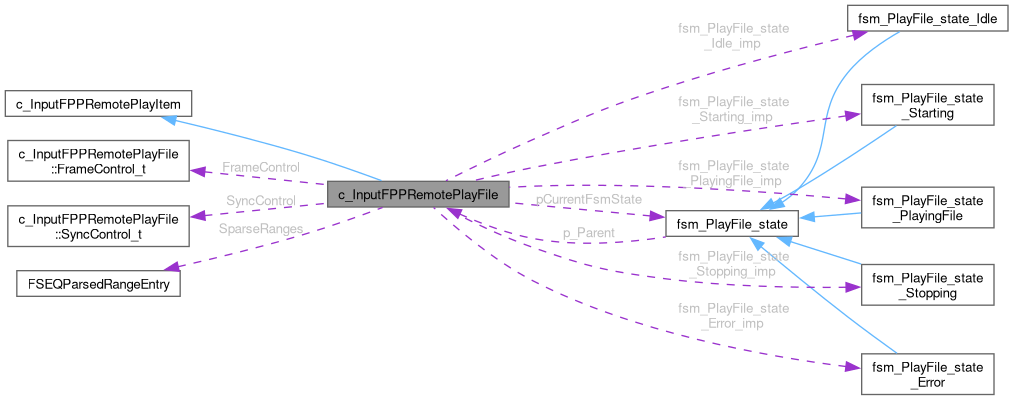 fsm_PlayFile_state_Idle
fsm_PlayFile_state
_Idle_imp
c_InputFPPRemotePlayItem
fsm_PlayFile_state
_Starting_imp
fsm_PlayFile_state
_Starting
c_InputFPPRemotePlayFile
::FrameControl_t
FrameControl
c_InputFPPRemotePlayFile
fsm_PlayFile_state
_PlayingFile_imp
pCurrentFsmState
fsm_PlayFile_state
_PlayingFile
c_InputFPPRemotePlayFile
::SyncControl_t
SyncControl
SparseRanges
p_Parent
fsm_PlayFile_state
FSEQParsedRangeEntry
fsm_PlayFile_state
_Stopping_imp
fsm_PlayFile_state
_Stopping
fsm_PlayFile_state
_Error_imp
fsm_PlayFile_state
_Error